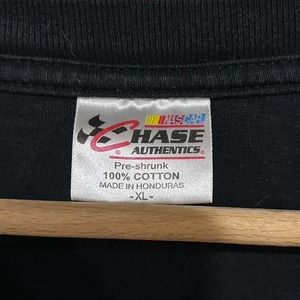 NASCAR
CHASE
AUTHENTICS®
Pre-shrunk
100% COTTON
MADE IN HONDURAS
-XL-